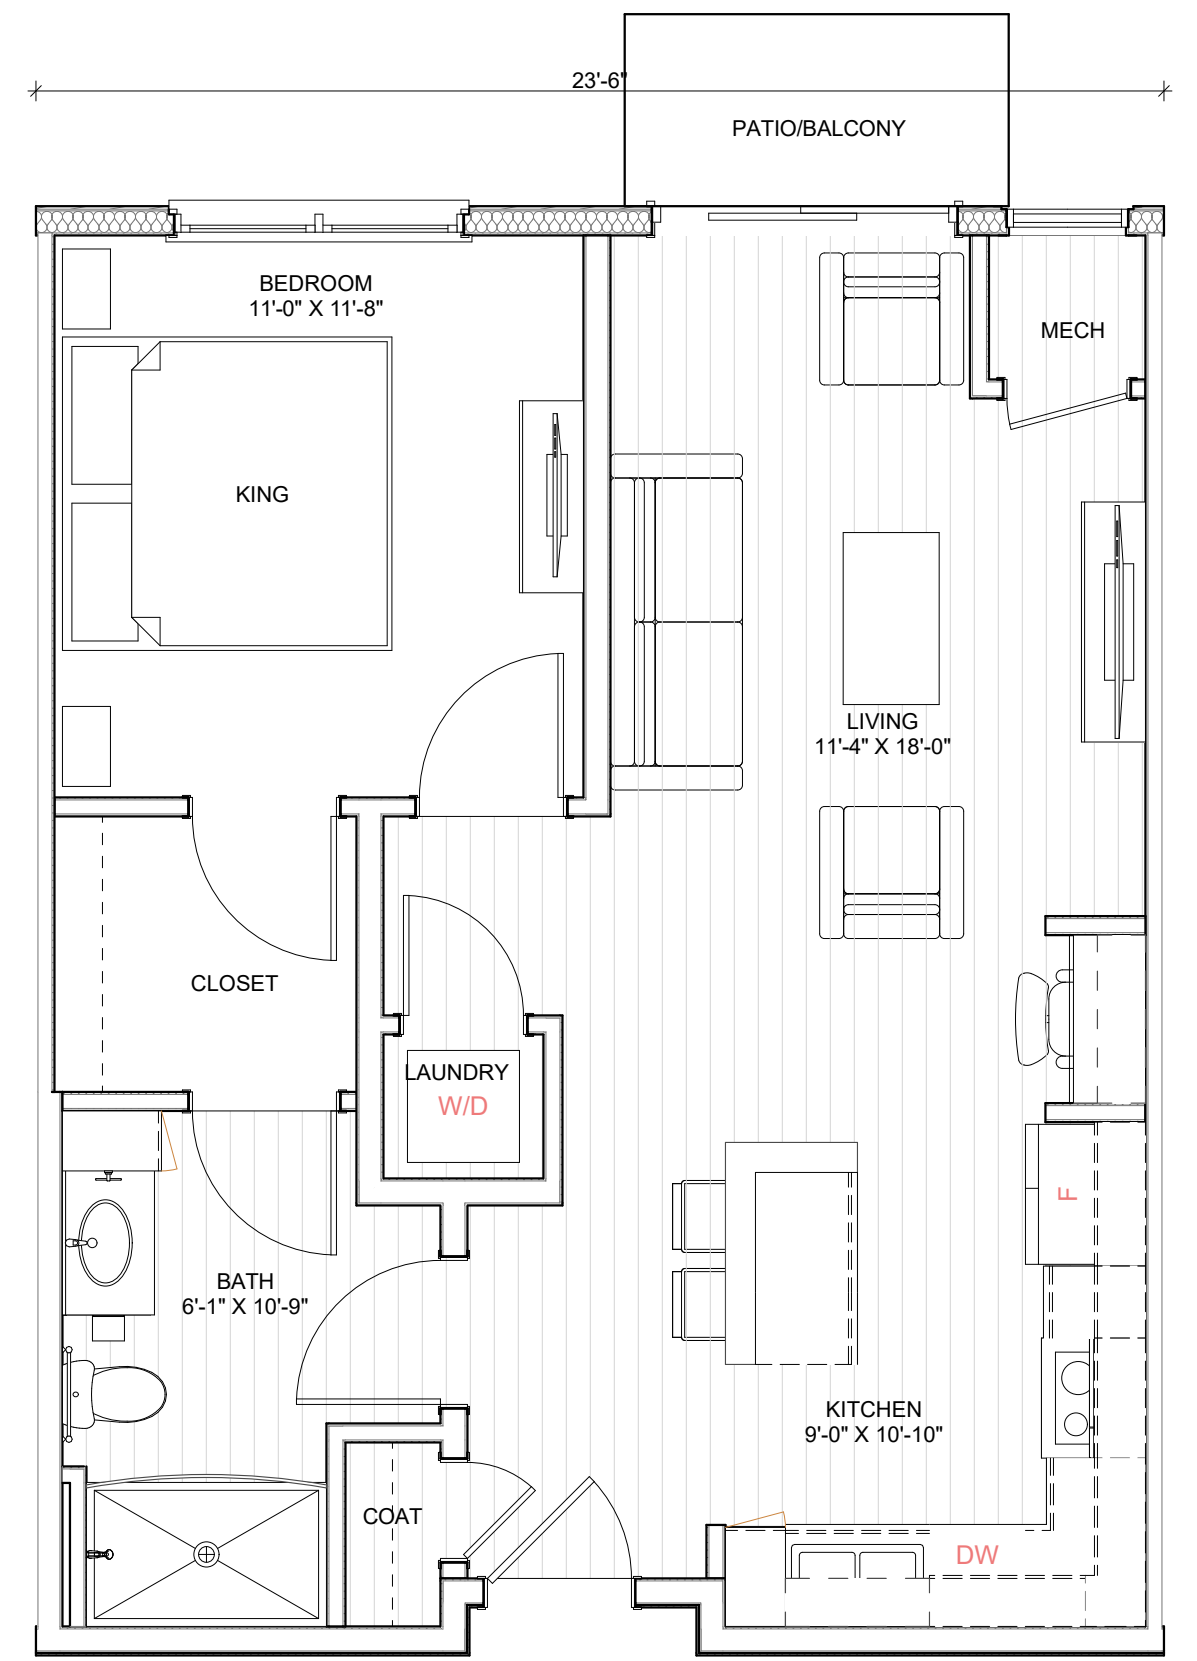 23'-6"
PATIO/BALCONY
BEDROOM
11'-0" X 11'-8"
MECH
KING
LIVING
11'-4" X 18'-0"
CLOSET
LAUNDRY
W/D
F
BATH
6'-1" X 10'-9"
KITCHEN
9'-0" X 10'-10"
COAT
DW